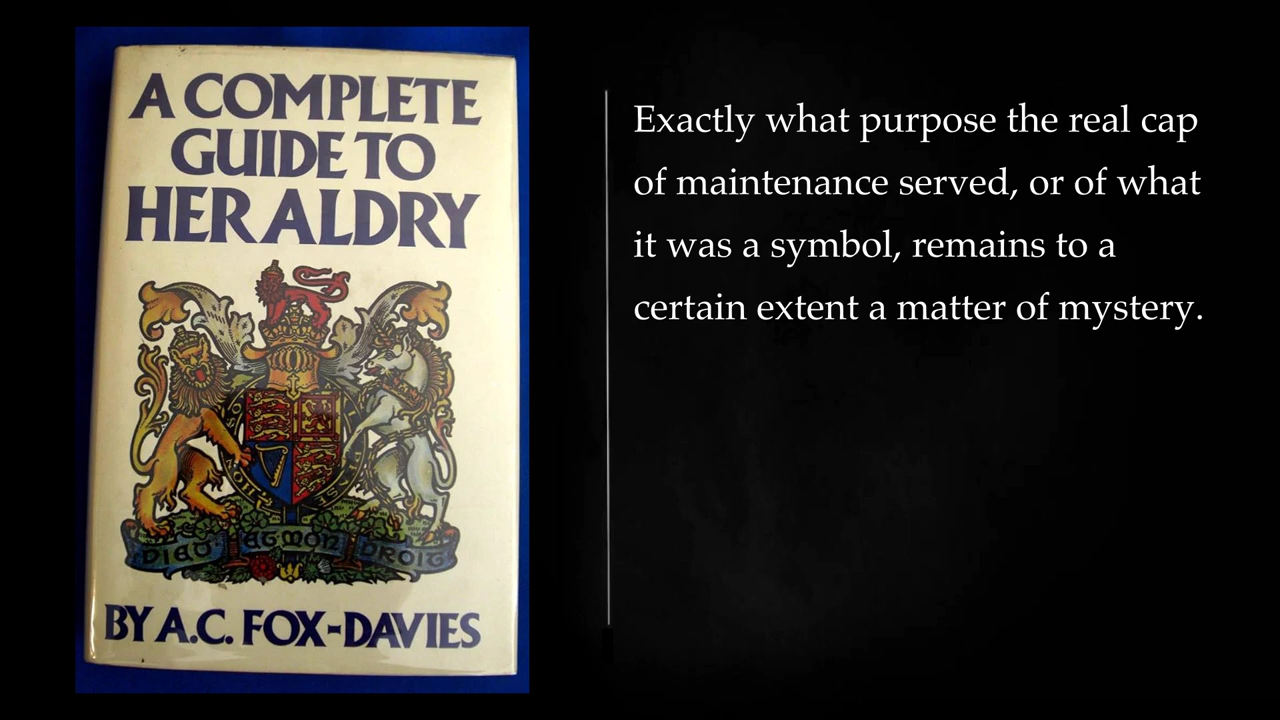 A COMPLETE
GUIDE TO
HERALDRY
DIEU ET MON DROIT
BY A.C. FOX-DAVIES
Exactly what purpose the real cap
of maintenance served, or of what
it was a symbol, remains to a
certain extent a matter of mystery.